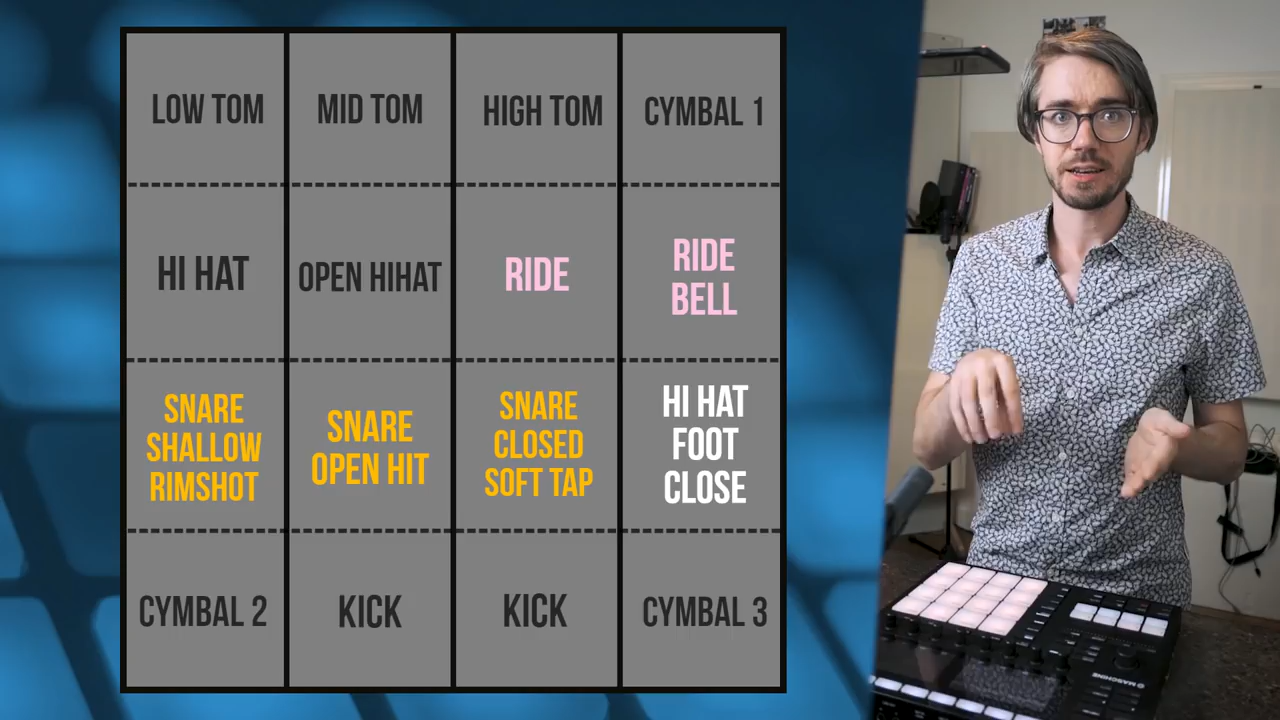 LOW TOM
MID TOM
HIGH TOM
CYMBAL 1
HI HAT
OPEN HIHAT
RIDE
RIDE
BELL
SNARE
SHALLOW
RIMSHOT
SNARE
OPEN HIT
SNARE
CLOSED
SOFT TAP
HI HAT
FOOT
CLOSE
CYMBAL 2
KICK
KICK
CYMBAL 3
MASCHINE